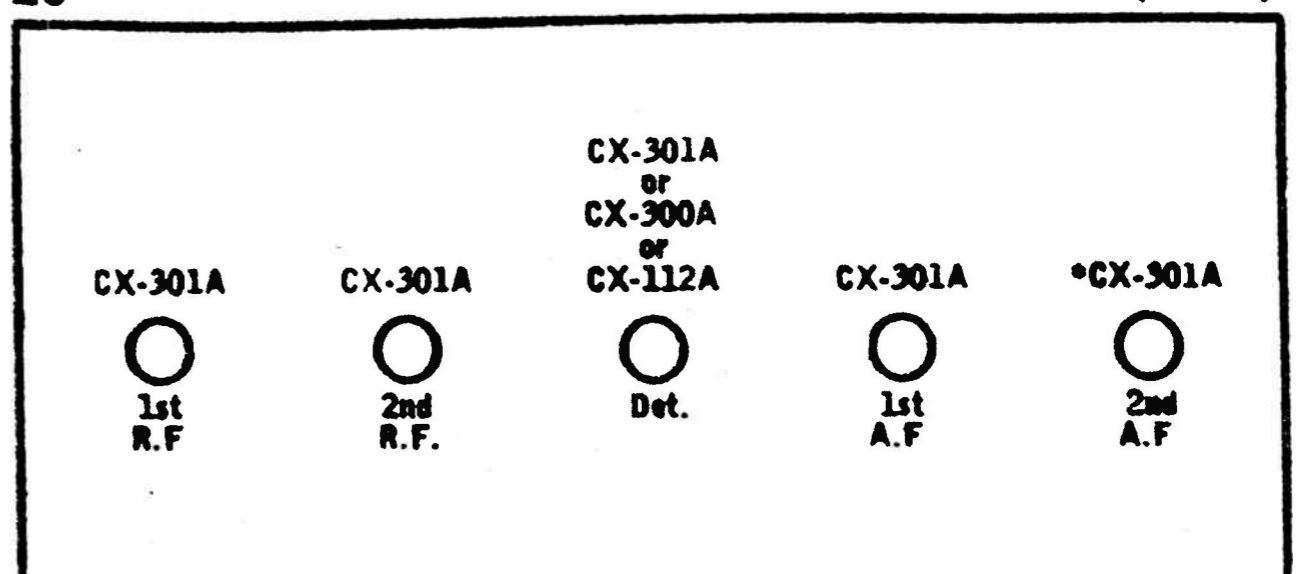 CX-301A
or
CX-300A
or
CX-301A CX-301A CX-112A CX-301A *CX-301A
1st 2nd Det. 1st 2nd
R.F R.F. A.F A.F